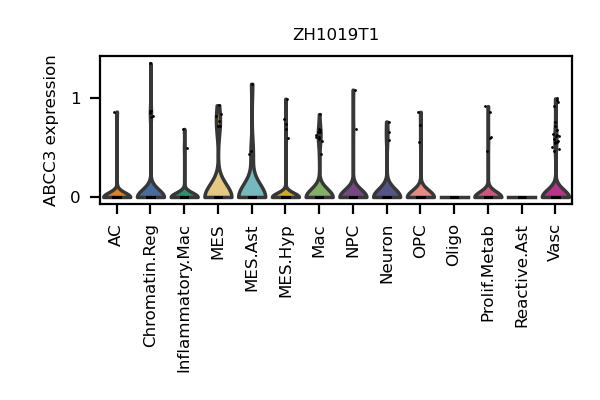 ZH1019T1
ABCC3 expression
1
0
AC
Chromatin.Reg
Inflammatory.Mac
MES
MES.Ast
MES.Hyp
Mac
NPC
Neuron
OPC
Oligo
Prolif.Metab
Reactive.Ast
Vasc